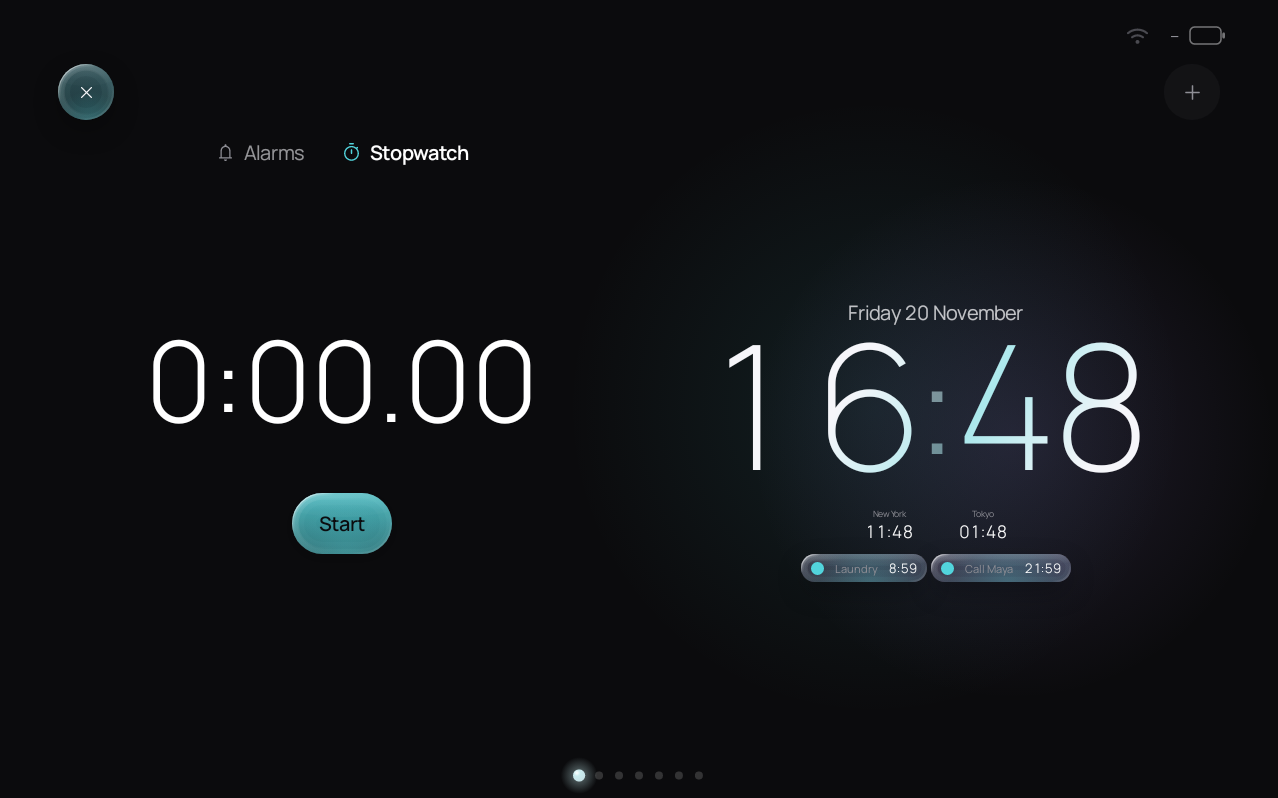 Alarms Stopwatch
0:00.00
Start
Friday 20 November
16:48
New York Tokyo
11:48 01:48
Laundry 8:59 Call Maya 21:59